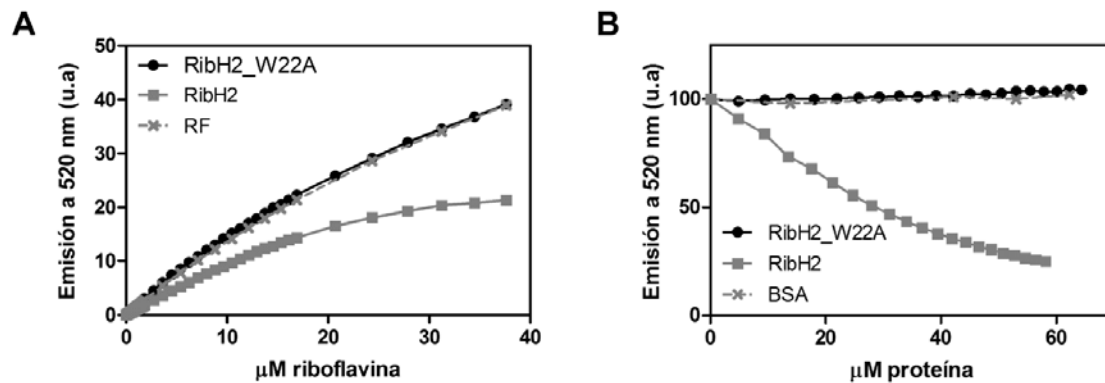 A
Emisión a 520 nm (u.a)
50
40
30
20
10
0
RibH2_W22A
RibH2
RF
0 10 20 30 40
μM riboflavina
B
Emisión a 520 nm (u.a)
100
50
0
RibH2_W22A
RibH2
BSA
0 20 40 60
μM proteína